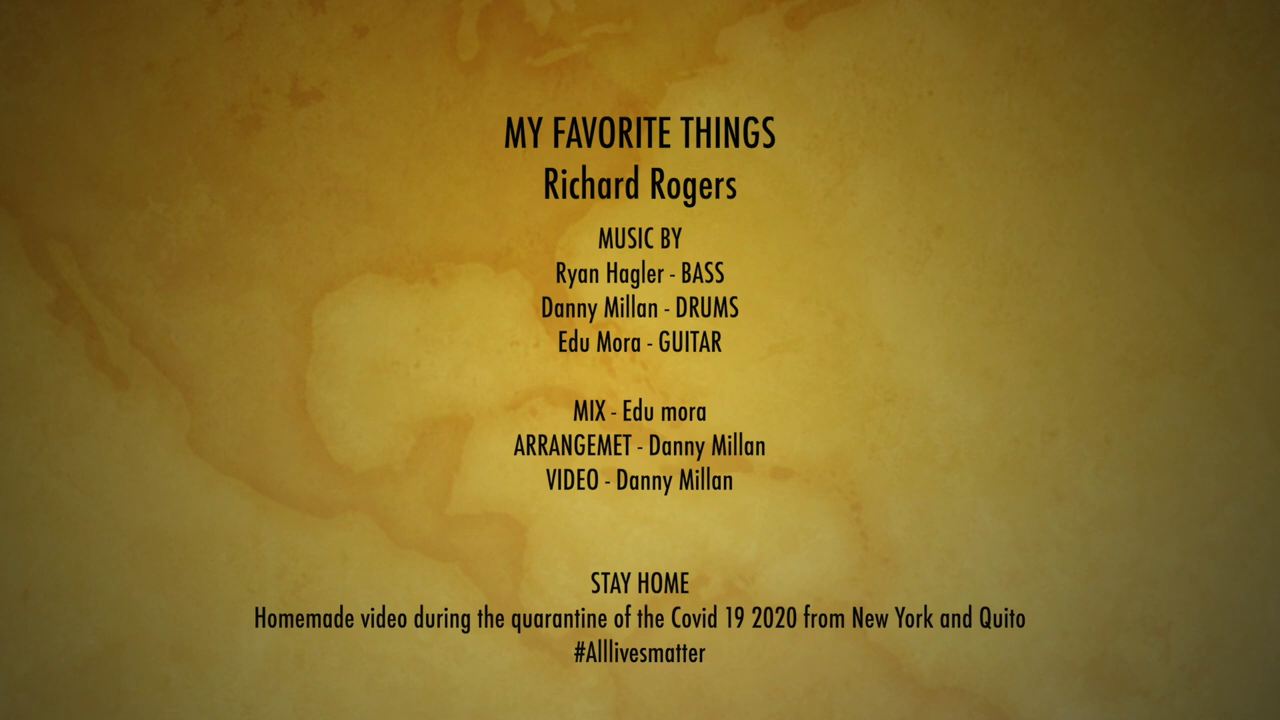 MY FAVORITE THINGS
Richard Rogers
MUSIC BY
Ryan Hagler - BASS
Danny Millan - DRUMS
Edu Mora - GUITAR
MIX - Edu mora
ARRANGEMET - Danny Millan
VIDEO - Danny Millan
STAY HOME
Homemade video during the quarantine of the Covid 19 2020 from New York and Quito
#Alllivesmatter